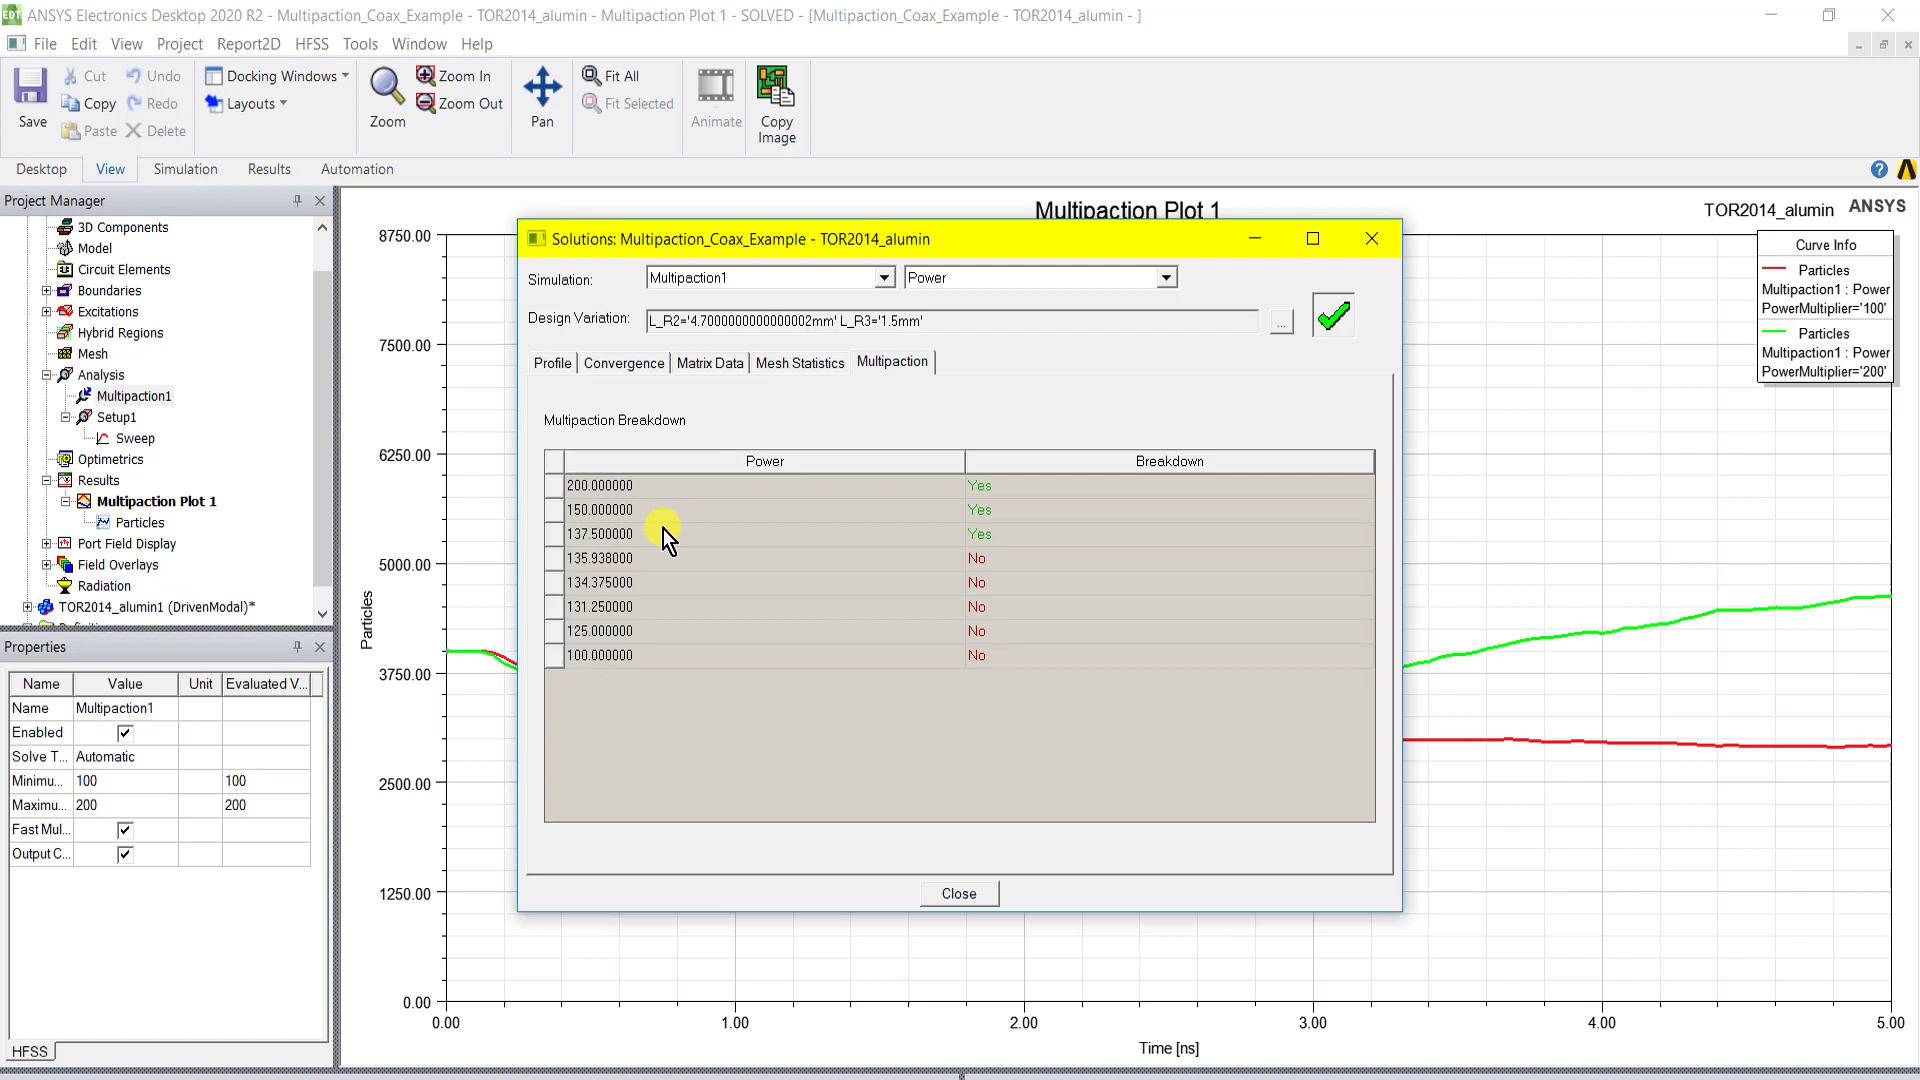 EDT ANSYS Electronics Desktop 2020 R2 - Multipaction_Coax_Example - TOR2014_alumin - Multipaction Plot 1 - SOLVED - [Multipaction_Coax_Example - TOR2014_alumin - ]
File Edit View Project Report2D HFSS Tools Window Help
Save
Cut Undo
Copy Redo
Paste Delete
Docking Windows
Layouts
Zoom
Zoom In
Zoom Out
Pan
Fit All
Fit Selected
Animate
Copy Image
Desktop View Simulation Results Automation
Project Manager
3D Components
Model
Circuit Elements
Boundaries
Excitations
Hybrid Regions
Mesh
Analysis
Multipaction1
Setup1
Sweep
Optimetrics
Results
Multipaction Plot 1
Particles
Port Field Display
Field Overlays
Radiation
TOR2014_alumin1 (DrivenModal)*
Properties
Name Value Unit Evaluated V...
Name Multipaction1
Enabled
Solve T... Automatic
Minimu... 100 100
Maximu... 200 200
Fast Mul...
Output C...
HFSS
Multipaction Plot 1
TOR2014_alumin ANSYS
Curve Info
Particles
Multipaction1 : Power
PowerMultiplier='100'
Particles
Multipaction1 : Power
PowerMultiplier='200'
8750.00
7500.00
6250.00
5000.00
3750.00
2500.00
1250.00
0.00
Particles
0.00 1.00 2.00 3.00 4.00 5.00
Time [ns]
Solutions: Multipaction_Coax_Example - TOR2014_alumin
Simulation: Multipaction1 Power
Design Variation: L_R2='4.7000000000000002mm' L_R3='1.5mm' ...
Profile Convergence Matrix Data Mesh Statistics Multipaction
Multipaction Breakdown
Power Breakdown
200.000000 Yes
150.000000 Yes
137.500000 Yes
135.938000 No
134.375000 No
131.250000 No
125.000000 No
100.000000 No
Close